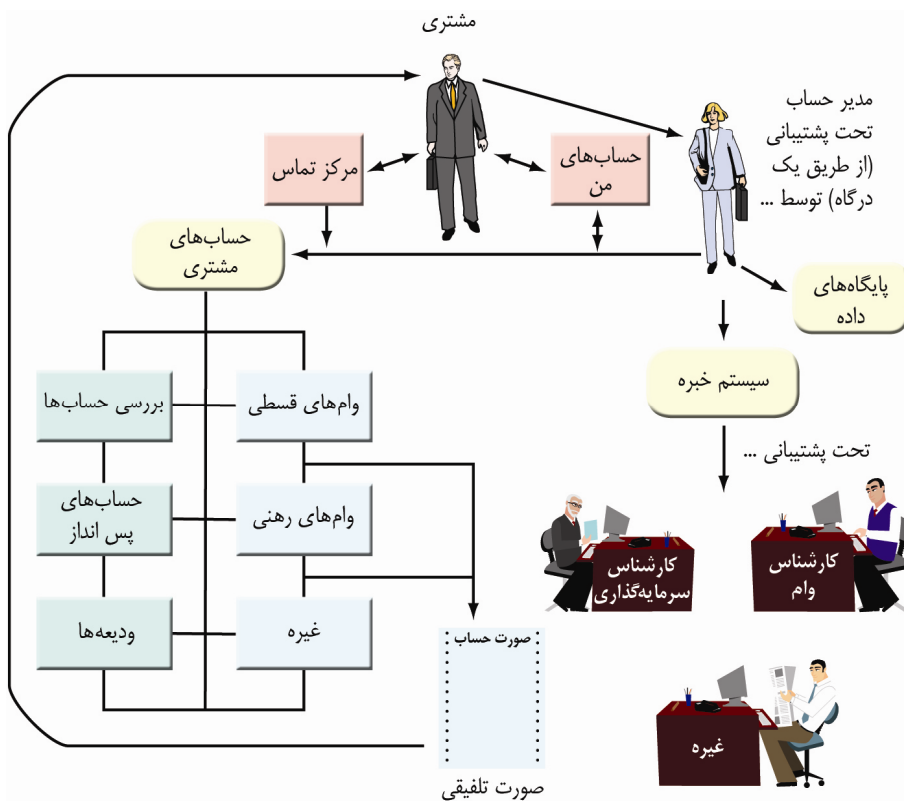 مشتری
مدیر حساب
تحت پشتیبانی
(از طریق یک
درگاه) توسط ...
حساب‌های
من
مرکز تماس
حساب‌های
مشتری
پایگاه‌های
داده
سیستم خبره
تحت پشتیبانی ...
وام‌های قسطی
بررسی حساب‌ها
وام‌های رهنی
حساب‌های
پس انداز
غیره
ودیعه‌ها
کارشناس
وام
کارشناس
سرمایه‌گذاری
غیره
صورت حساب
صورت تلفیقی